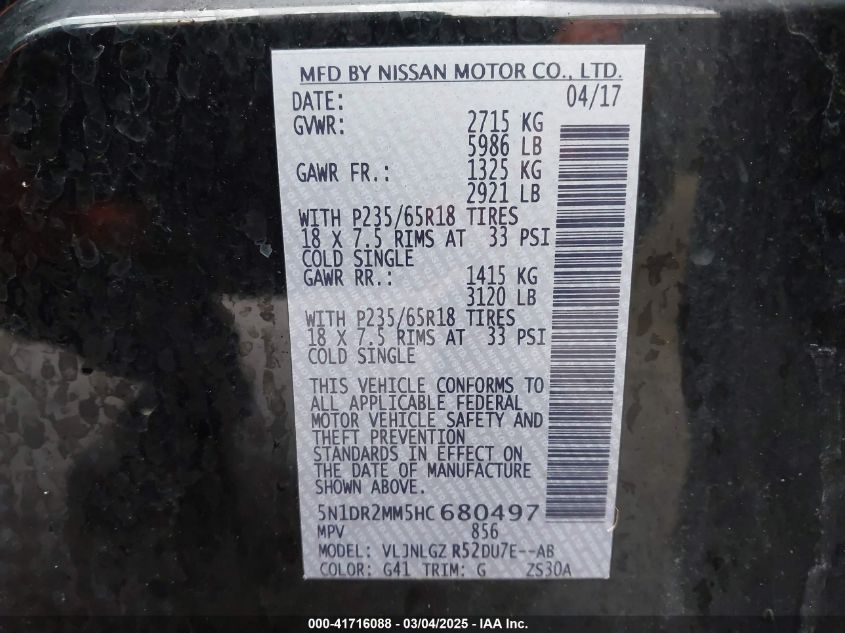 MFD BY NISSAN MOTOR CO., LTD.
DATE: 04/17
GVWR: 2715 KG
5986 LB
GAWR FR.: 1325 KG
2921 LB
WITH P235/65R18 TIRES
18 X 7.5 RIMS AT 33 PSI
COLD SINGLE
GAWR RR.: 1415 KG
3120 LB
WITH P235/65R18 TIRES
18 X 7.5 RIMS AT 33 PSI
COLD SINGLE
THIS VEHICLE CONFORMS TO
ALL APPLICABLE FEDERAL
MOTOR VEHICLE SAFETY AND
THEFT PREVENTION
STANDARDS IN EFFECT ON
THE DATE OF MANUFACTURE
SHOWN ABOVE.
5N1DR2MM5HC680497
MPV 856
MODEL: VLJNLGZ R52DU7E--AB
COLOR: G41 TRIM: G ZS30A
000-41716088 - 03/04/2025 - IAA, Inc.